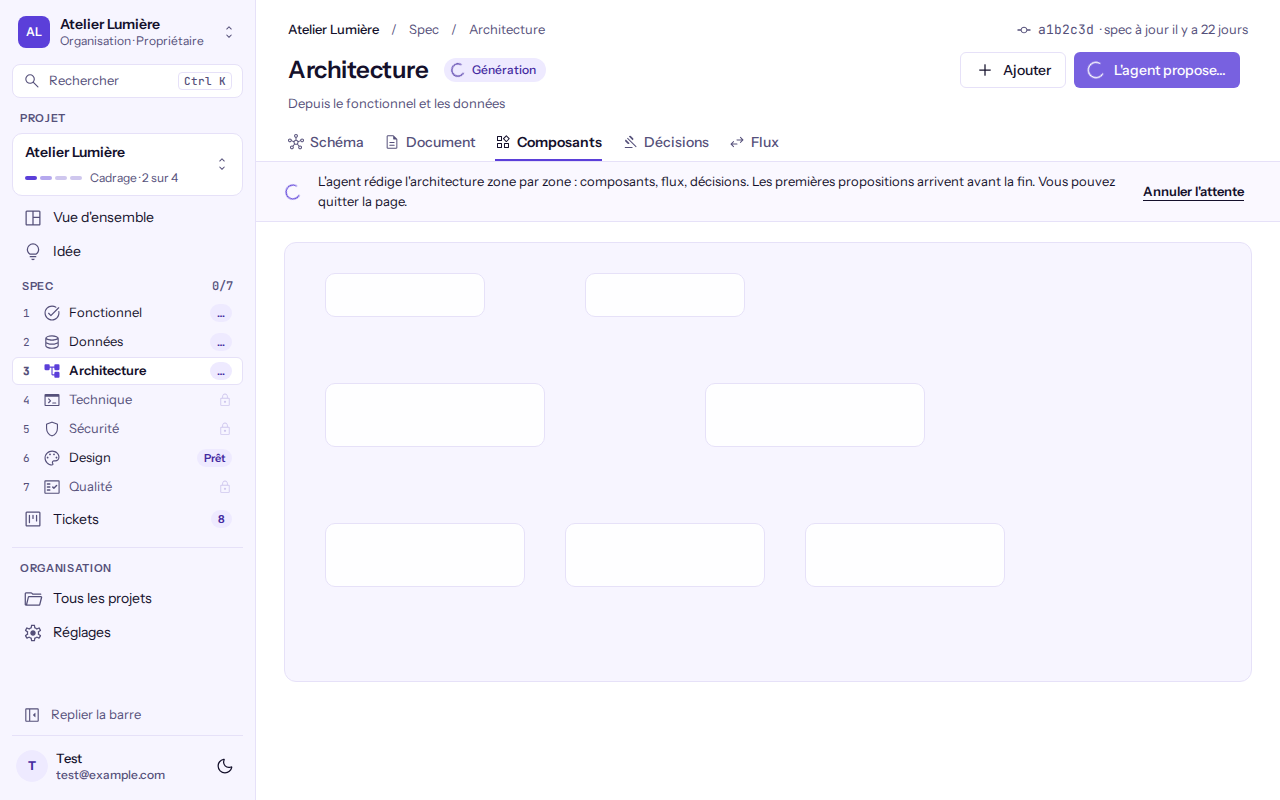 AL
Atelier Lumière
Organisation·Propriétaire
Rechercher
Ctrl K
PROJET
Atelier Lumière
Cadrage·2 sur 4
Vue d'ensemble
Idée
SPEC 0/7
1 Fonctionnel ...
2 Données ...
3 Architecture ...
4 Technique
5 Sécurité
6 Design Prêt
7 Qualité
Tickets 8
ORGANISATION
Tous les projets
Réglages
Replier la barre
T
Test
test@example.com
Atelier Lumière / Spec / Architecture
a1b2c3d ·spec à jour il y a 22 jours
Architecture
Génération
Ajouter
L'agent propose…
Depuis le fonctionnel et les données
Schéma
Document
Composants
Décisions
Flux
L'agent rédige l'architecture zone par zone : composants, flux, décisions. Les premières propositions arrivent avant la fin. Vous pouvez
quitter la page.
Annuler l'attente